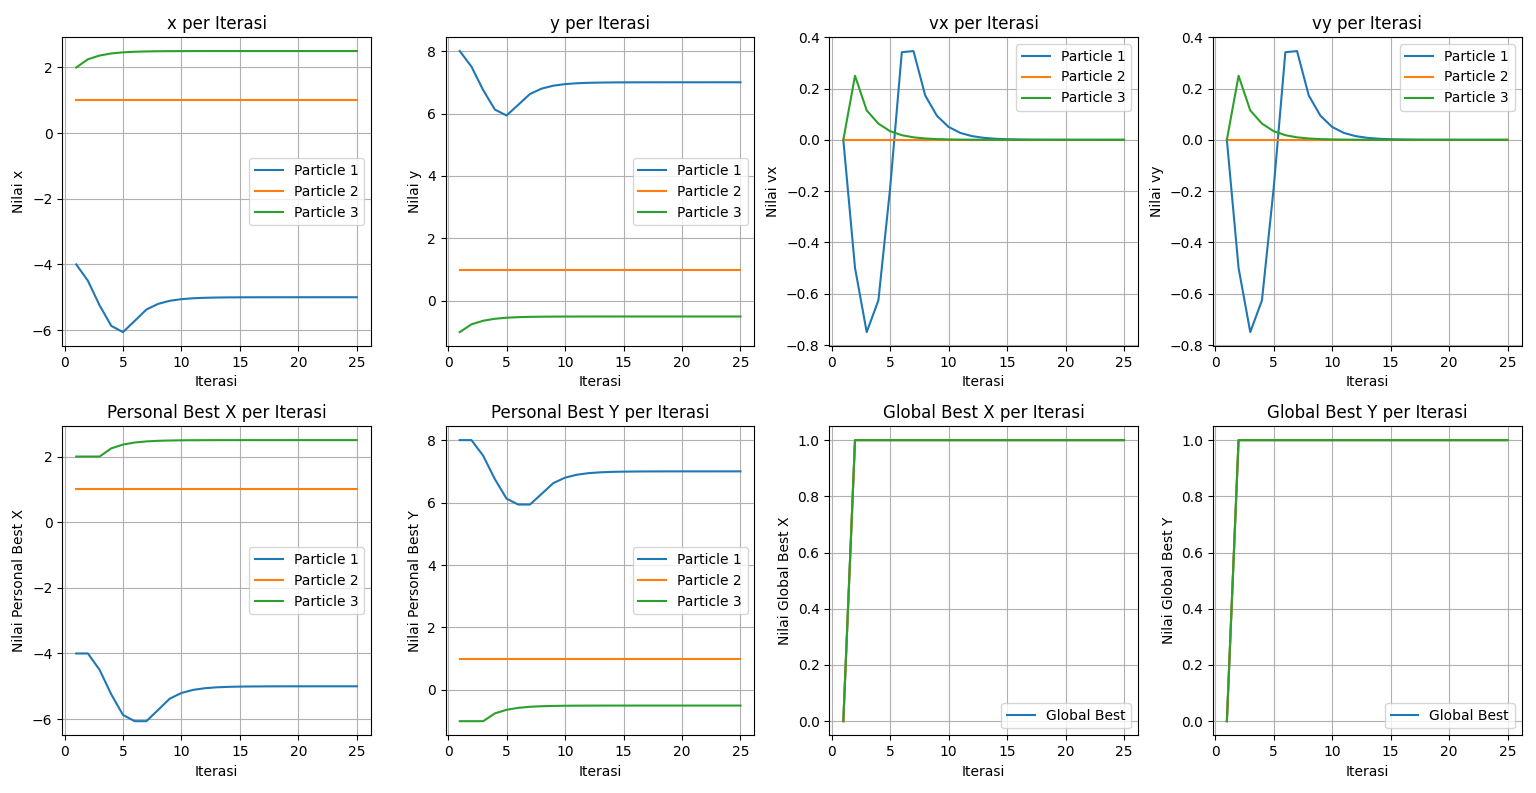 x per Iterasi
Nilai x
2
0
−2
−4
−6
Particle 1
Particle 2
Particle 3
0 5 10 15 20 25
Iterasi
y per Iterasi
Nilai y
8
6
4
2
0
Particle 1
Particle 2
Particle 3
0 5 10 15 20 25
Iterasi
vx per Iterasi
Nilai vx
0.4
0.2
0.0
−0.2
−0.4
−0.6
−0.8
Particle 1
Particle 2
Particle 3
0 5 10 15 20 25
Iterasi
vy per Iterasi
Nilai vy
0.4
0.2
0.0
−0.2
−0.4
−0.6
−0.8
Particle 1
Particle 2
Particle 3
0 5 10 15 20 25
Iterasi
Personal Best X per Iterasi
Nilai Personal Best X
2
0
−2
−4
−6
Particle 1
Particle 2
Particle 3
0 5 10 15 20 25
Iterasi
Personal Best Y per Iterasi
Nilai Personal Best Y
8
6
4
2
0
Particle 1
Particle 2
Particle 3
0 5 10 15 20 25
Iterasi
Global Best X per Iterasi
Nilai Global Best X
1.0
0.8
0.6
0.4
0.2
0.0
Global Best
0 5 10 15 20 25
Iterasi
Global Best Y per Iterasi
Nilai Global Best Y
1.0
0.8
0.6
0.4
0.2
0.0
Global Best
0 5 10 15 20 25
Iterasi